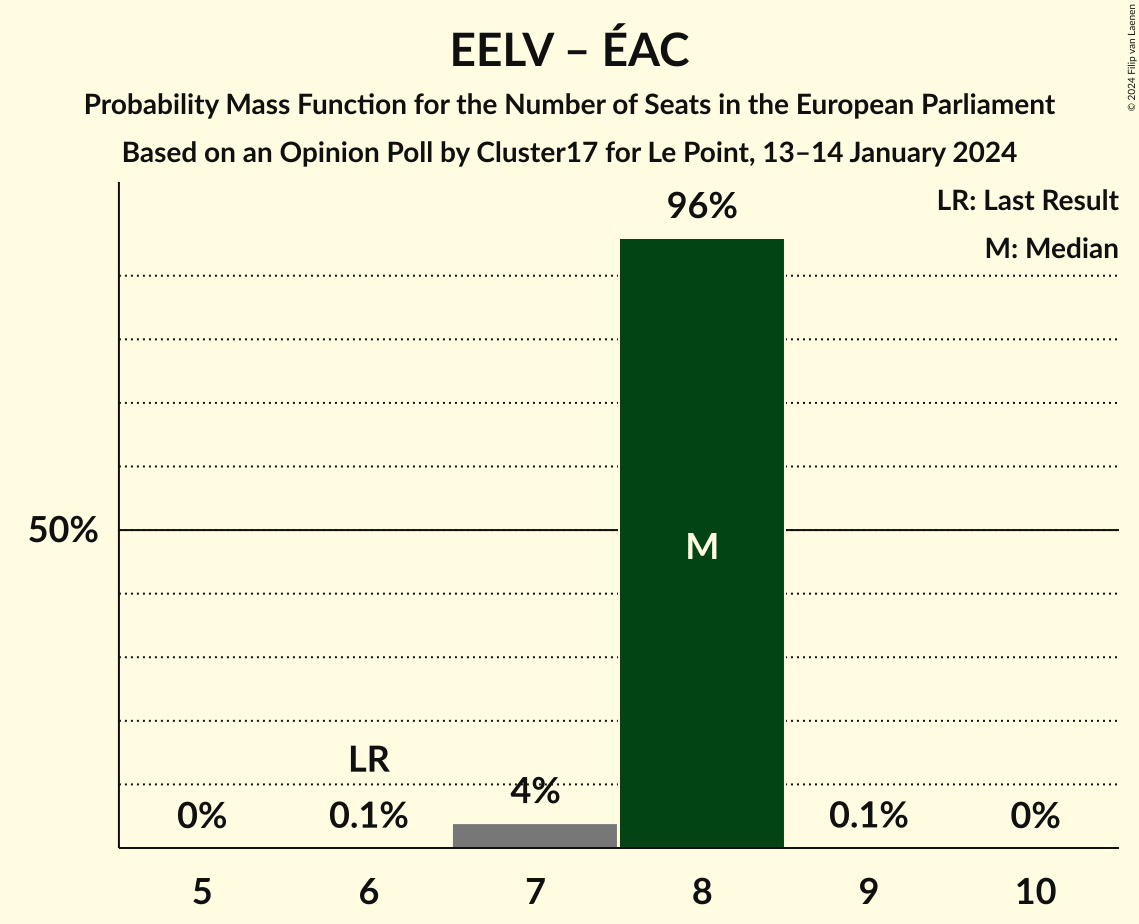 EELV – ÉAC
Probability Mass Function for the Number of Seats in the European Parliament
Based on an Opinion Poll by Cluster17 for Le Point, 13–14 January 2024
© 2024 Filip van Laenen
LR: Last Result
M: Median
96%
50%
M
LR
0%
0.1%
4%
0.1%
0%
5
6
7
8
9
10